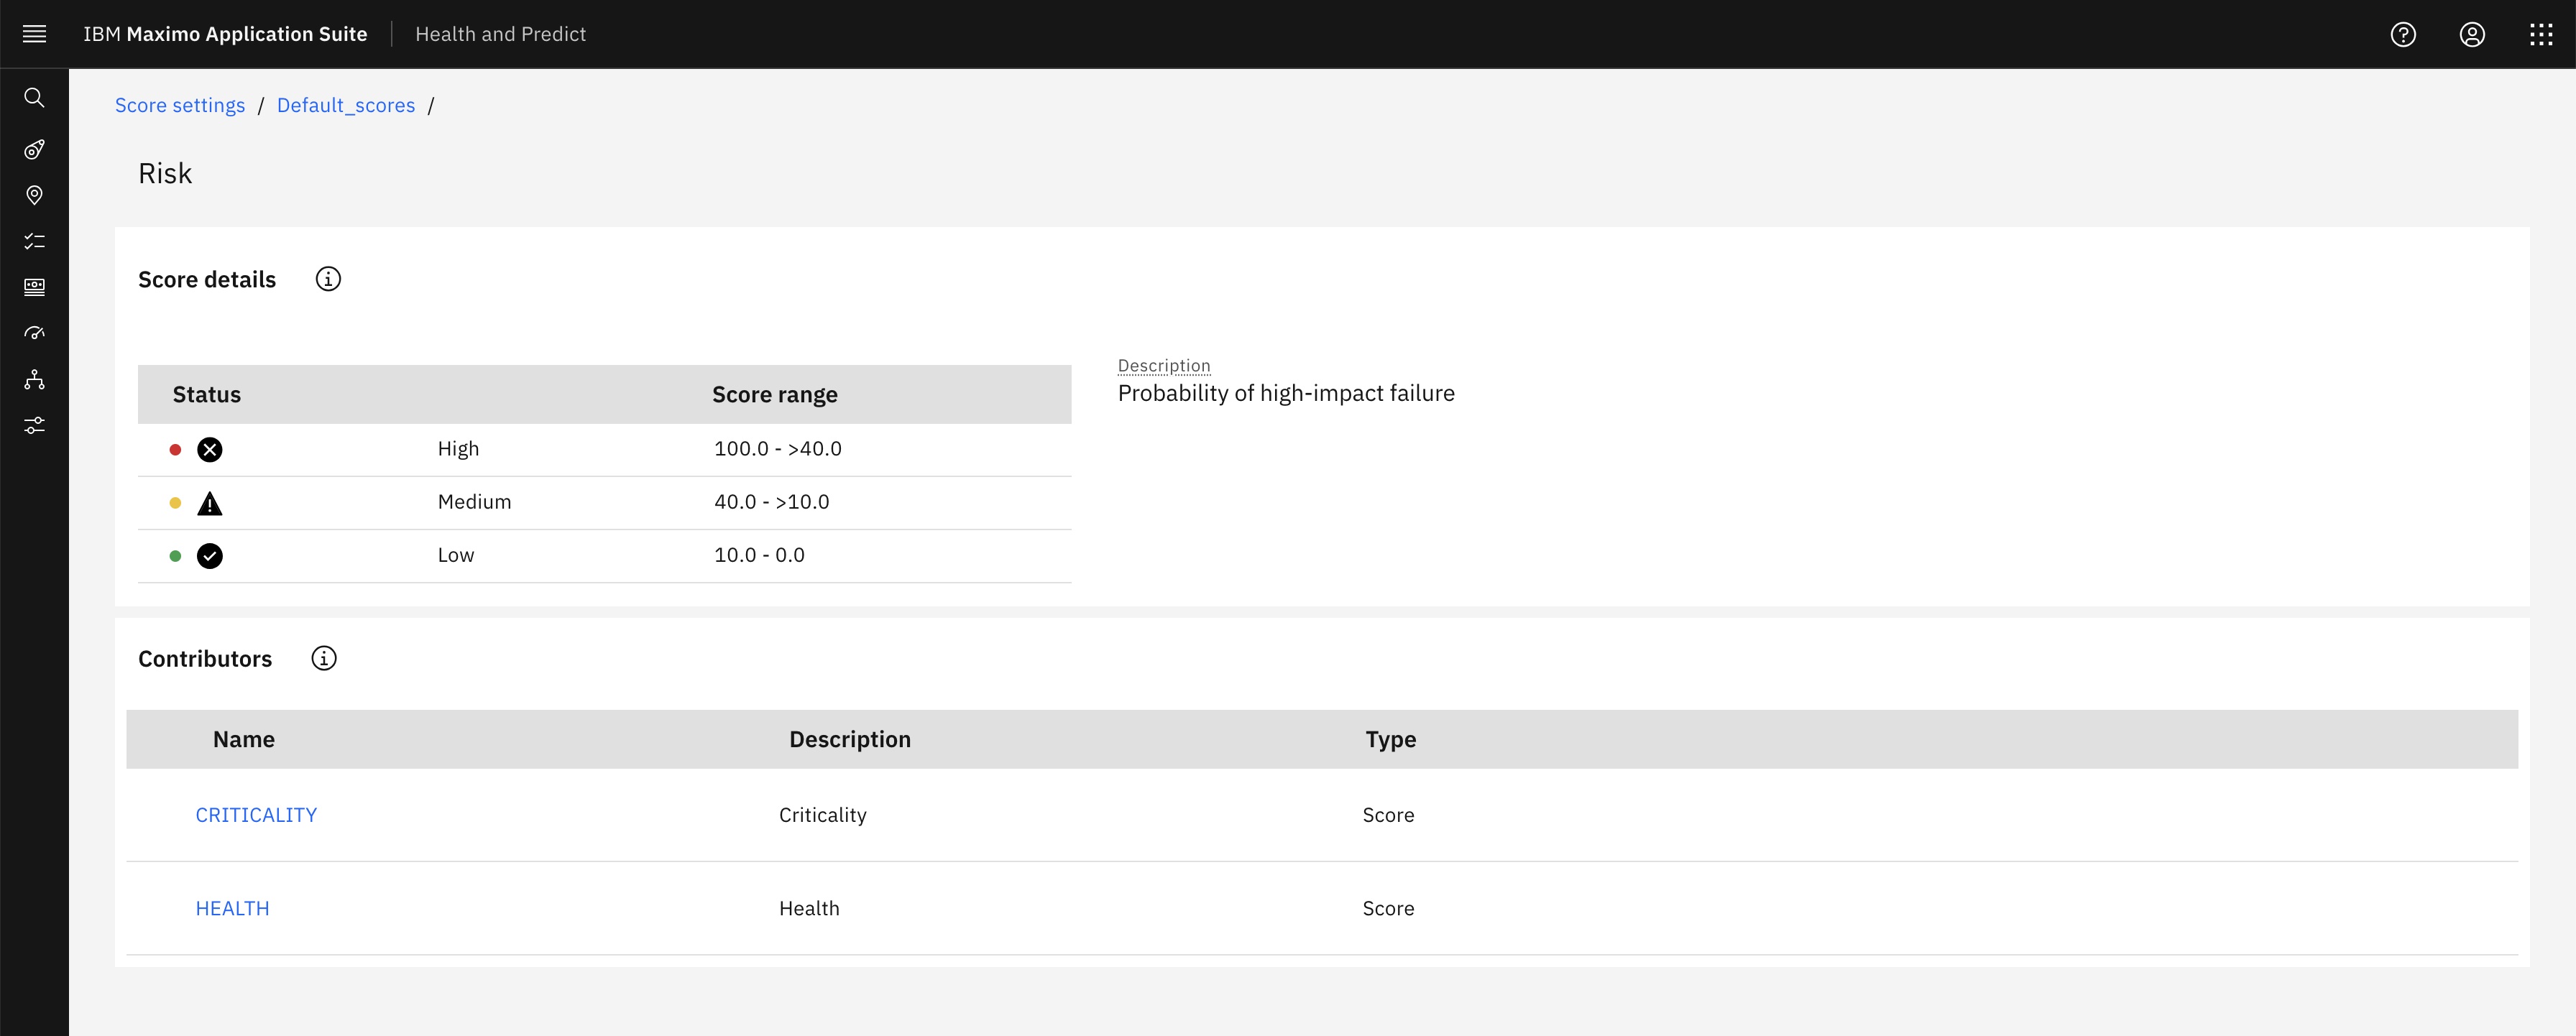 IBM Maximo Application Suite Health and Predict
Score settings / Default_scores /
Risk
Score details
Description
Probability of high-impact failure
Status Score range
High 100.0 - >40.0
Medium 40.0 - >10.0
Low 10.0 - 0.0
Contributors
Name Description Type
CRITICALITY Criticality Score
HEALTH Health Score